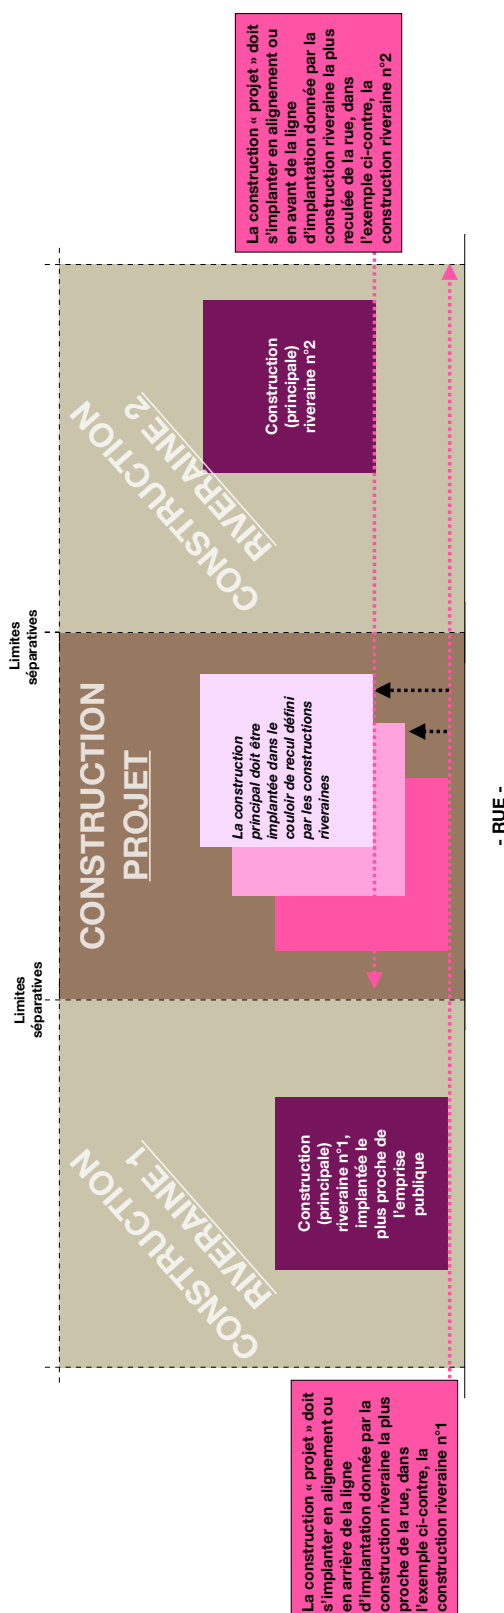 La construction « projet » doit
s'implanter en alignement ou
en arrière de la ligne
d'implantation donnée par la
construction riveraine la plus
proche de la rue, dans
l'exemple ci-contre, la
construction riveraine n°1
CONSTRUCTION
RIVERAINE 1
Construction
(principale)
riveraine n°1,
implantée le
plus proche de
l'emprise
publique
Limites
séparatives
CONSTRUCTION
PROJET
La construction
principal doit être
implantée dans le
couloir de recul défini
par les constructions
riveraines
Limites
séparatives
CONSTRUCTION
RIVERAINE 2
Construction
(principale)
riveraine n°2
La construction « projet » doit
s'implanter en alignement ou
en avant de la ligne
d'implantation donnée par la
construction riveraine la plus
reculée de la rue, dans
l'exemple ci-contre, la
construction riveraine n°2
- RUE -